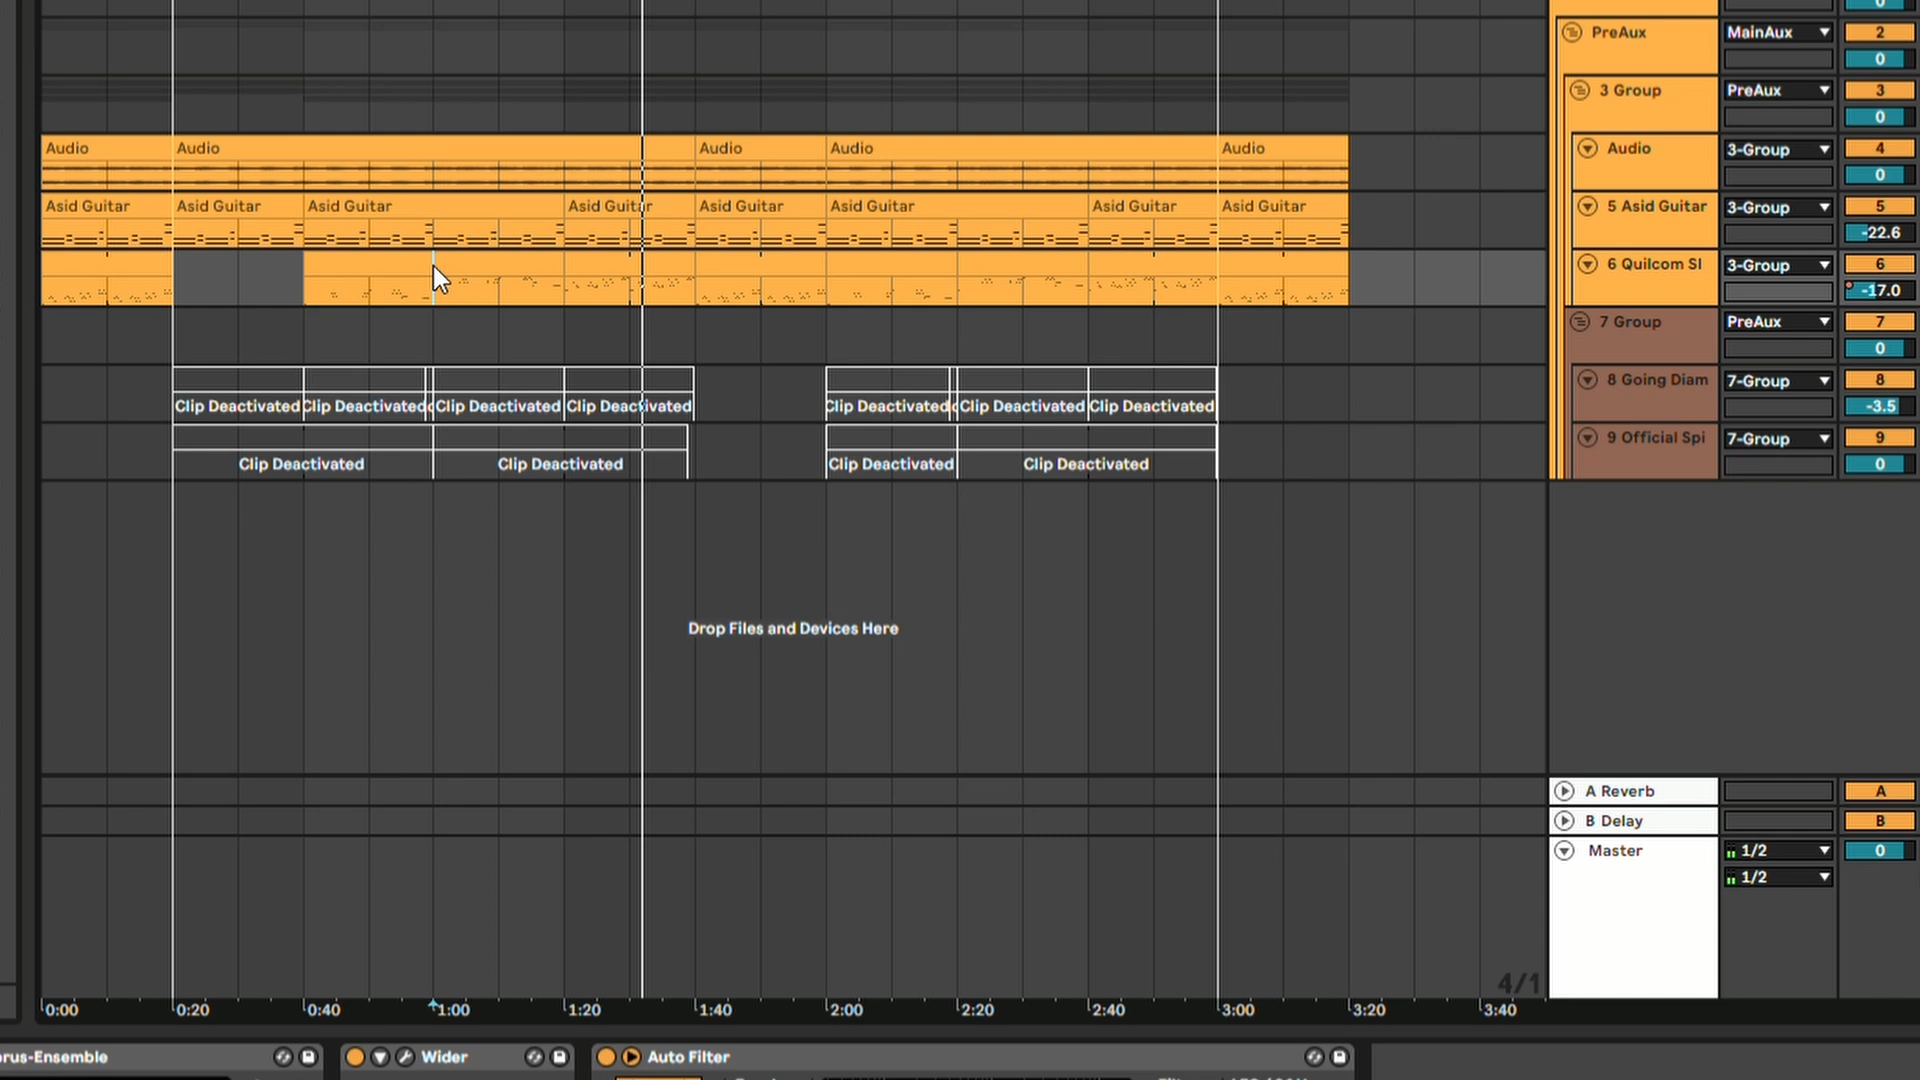 0
PreAux MainAux 2
0
3 Group PreAux 3
0
Audio Audio Audio Audio Audio Audio 3-Group 4
0
Asid Guitar Asid Guitar Asid Guitar Asid Guitar Asid Guitar Asid Guitar Asid Guitar Asid Guitar 5 Asid Guitar 3-Group 5
-22.6
6 Quilcom SI 3-Group 6
-17.0
7 Group PreAux 7
0
8 Going Diam 7-Group 8
Clip Deactivated Clip Deactivated Clip Deactivated Clip Deactivated Clip Deactivated Clip Deactivated Clip Deactivated -3.5
9 Official Spi 7-Group 9
Clip Deactivated Clip Deactivated Clip Deactivated Clip Deactivated 0
Drop Files and Devices Here
A Reverb A
B Delay B
Master 1/2 0
1/2
4/1
0:00 0:20 0:40 1:00 1:20 1:40 2:00 2:20 2:40 3:00 3:20 3:40
orus-Ensemble Wider Auto Filter